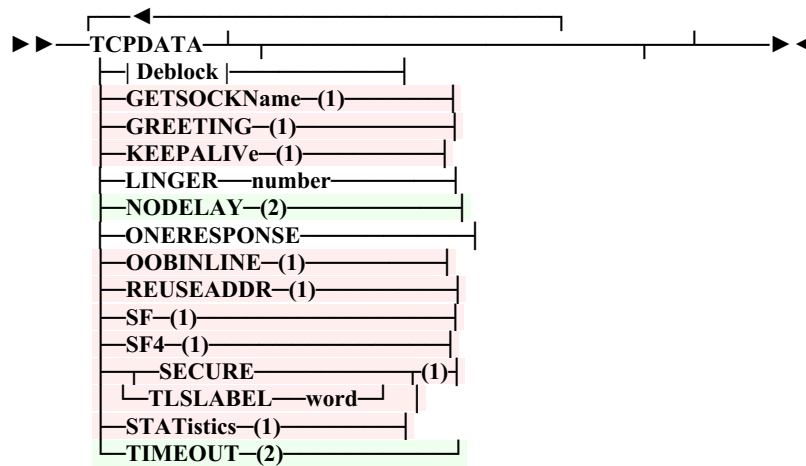 TCPDATA
| Deblock |
GETSOCKName (1)
GREETING (1)
KEEPALIVe (1)
LINGER number
NODELAY (2)
ONERESPONSE
OOBINLINE (1)
REUSEADDR (1)
SF (1)
SF4 (1)
SECURE (1)
TLSLABEL word
STATistics (1)
TIMEOUT (2)